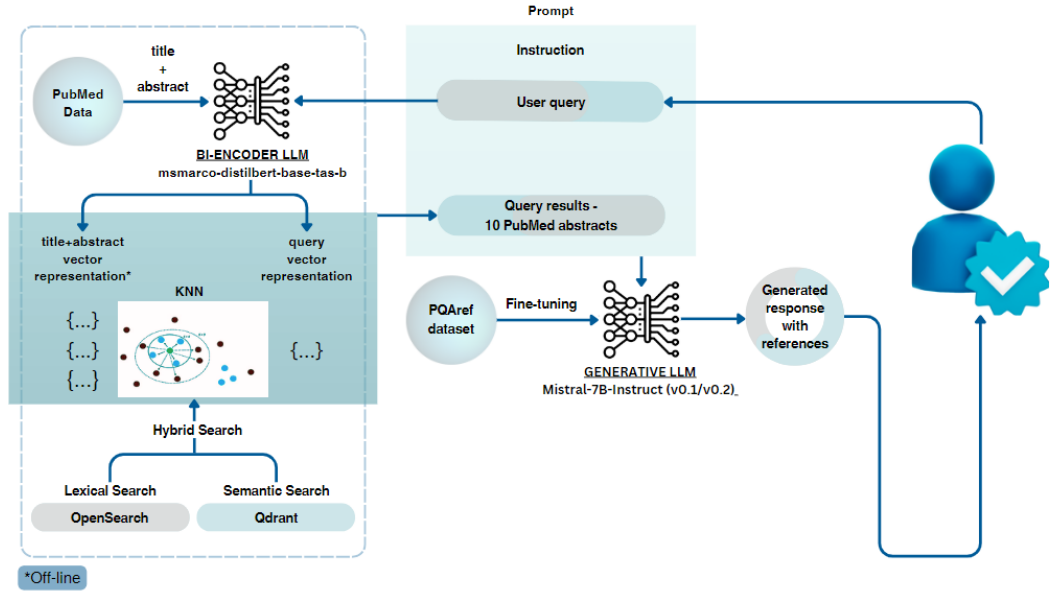 Prompt
title
+
abstract
PubMed
Data
Instruction
User query
BI-ENCODER LLM
msmarco-distilbert-base-tas-b
Query results -
10 PubMed abstracts
title+abstract
vector
representation*
query
vector
representation
KNN
{...}
{...}
{...}
{...}
PQAref
dataset
Fine-tuning
Generated
response
with
references
GENERATIVE LLM
Mistral-7B-Instruct (v0.1/v0.2)_
Hybrid Search
Lexical Search
OpenSearch
Semantic Search
Qdrant
*Off-line